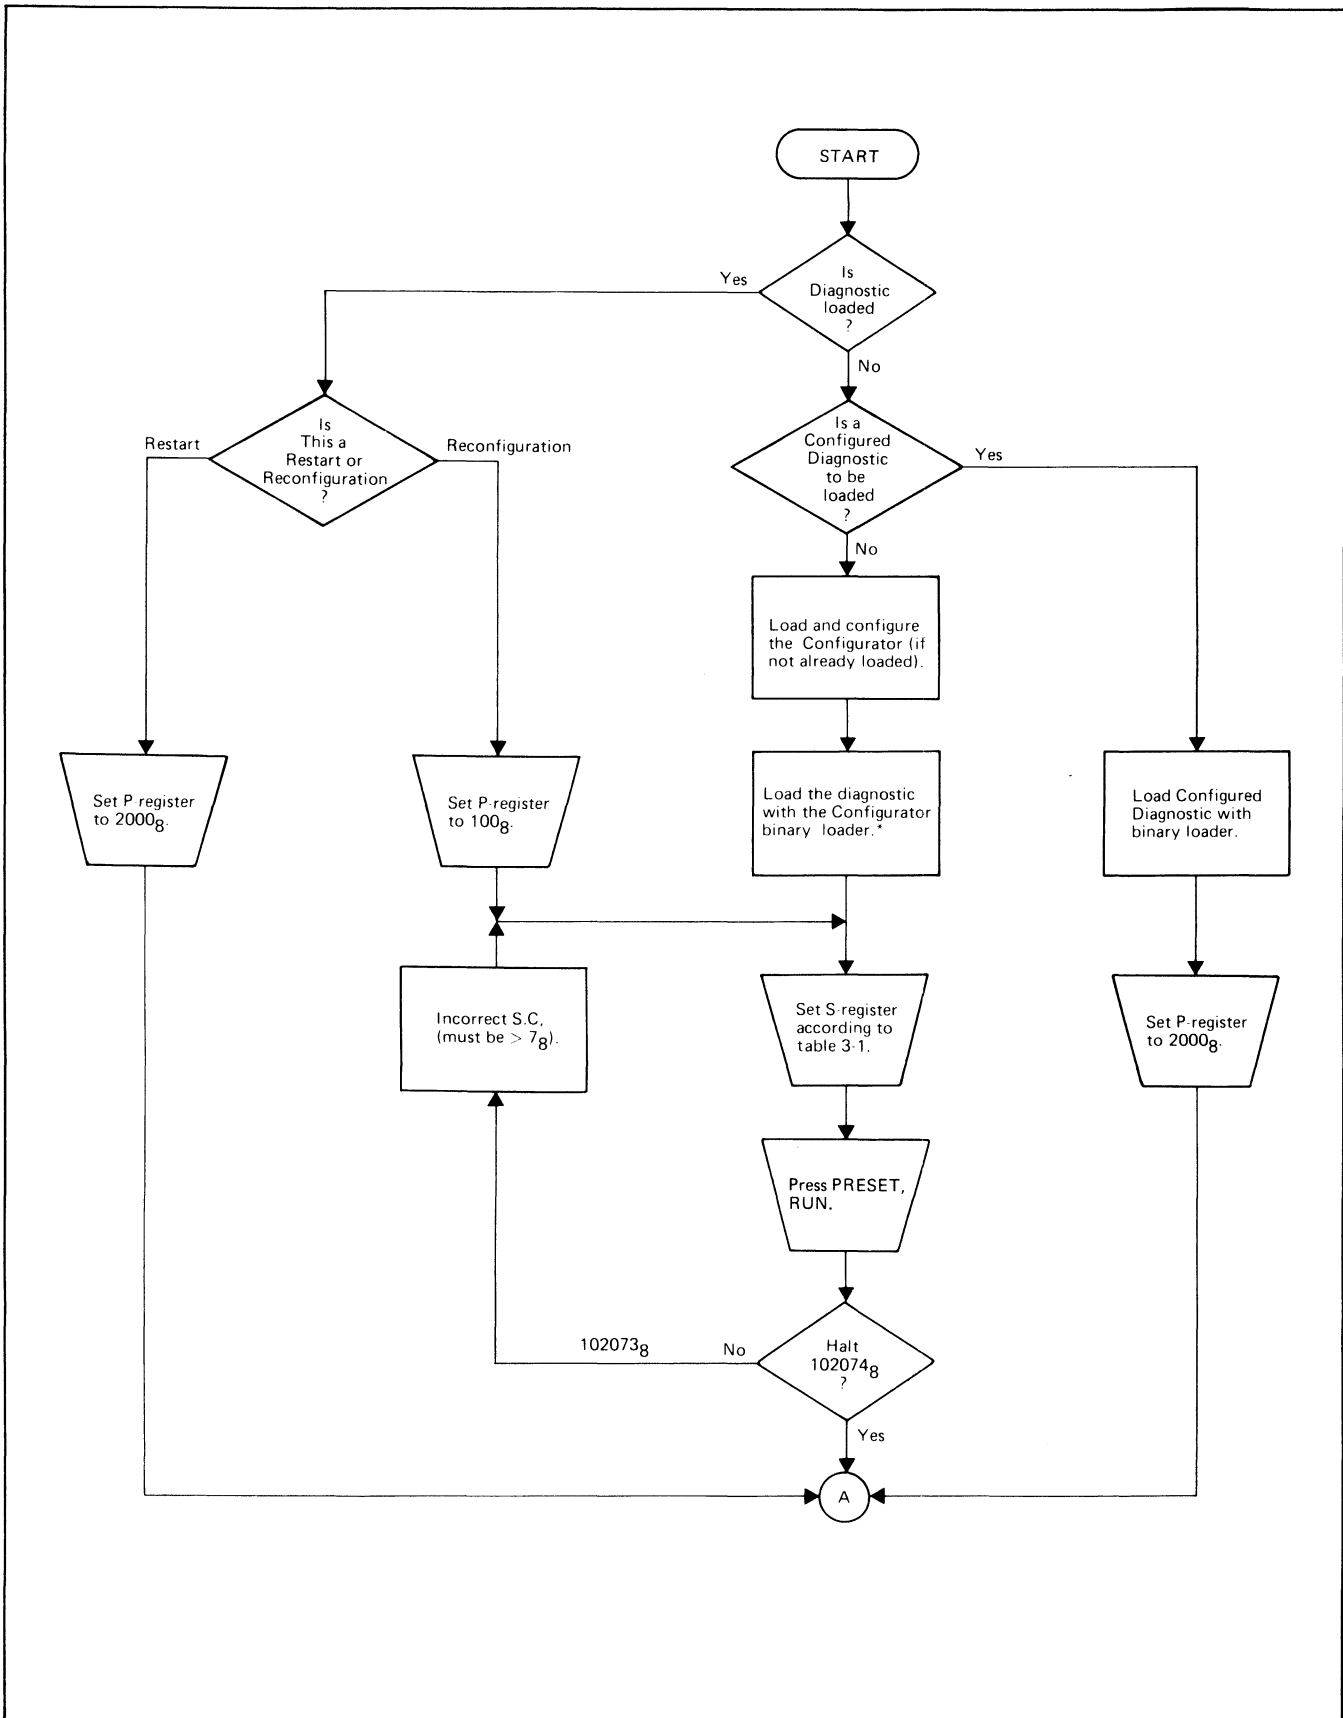 START
Is
Diagnostic
loaded
?
Yes
No
Is
This a
Restart or
Reconfiguration
?
Restart
Reconfiguration
Is a
Configured
Diagnostic
to be
loaded
?
Yes
No
Load and configure
the Configurator (if
not already loaded).
Set P-register
to 2000₈.
Set P-register
to 100₈.
Load the diagnostic
with the Configurator
binary loader.*
Load Configured
Diagnostic with
binary loader.
Incorrect S.C,
(must be > 7₈).
Set S-register
according to
table 3-1.
Set P-register
to 2000₈.
Press PRESET,
RUN.
Halt
102074₈
?
No
102073₈
Yes
A